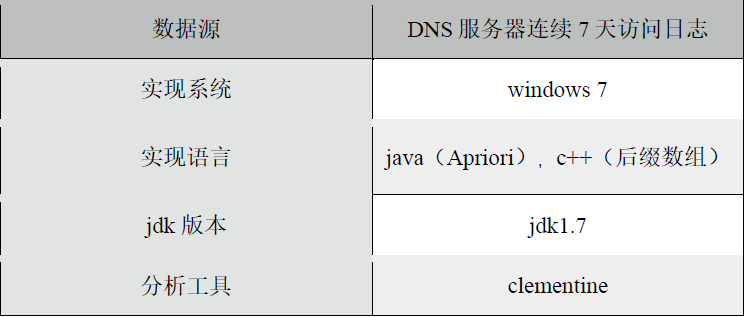 数据源 DNS 服务器连续 7 天访问日志
实现系统 windows 7
实现语言 java（Apriori），c++（后缀数组）
jdk 版本 jdk1.7
分析工具 clementine